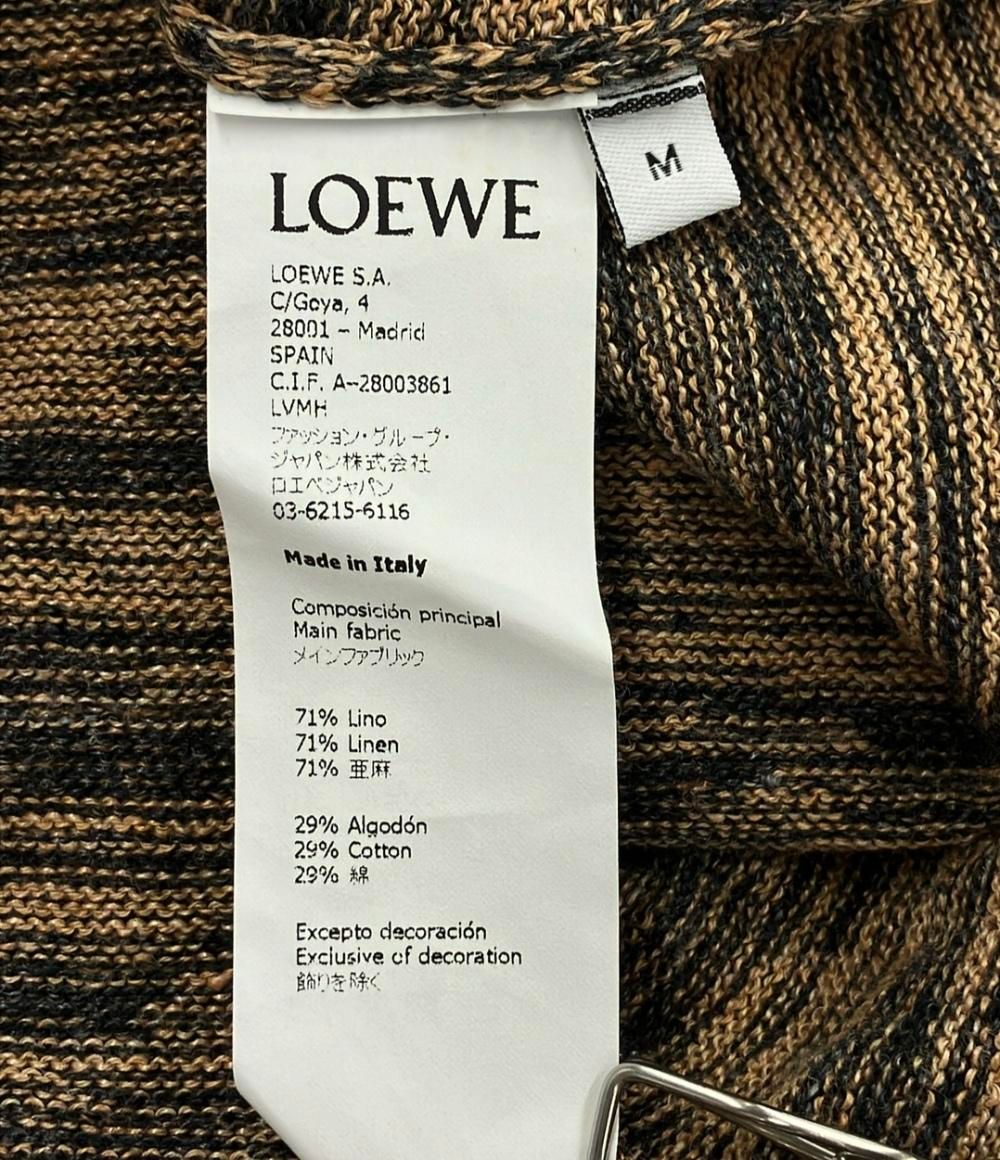 LOEWE
M
LOEWE S.A.
C/Goya, 4
28001 – Madrid
SPAIN
C.I.F. A-28003861
LVMH
ファッション・グループ・
ジャパン株式会社
ロエベジャパン
03-6215-6116
Made in Italy
Composición principal
Main fabric
メインファブリック
71% Lino
71% Linen
71% 亜麻
29% Algodón
29% Cotton
29% 綿
Excepto decoración
Exclusive of decoration
飾りを除く